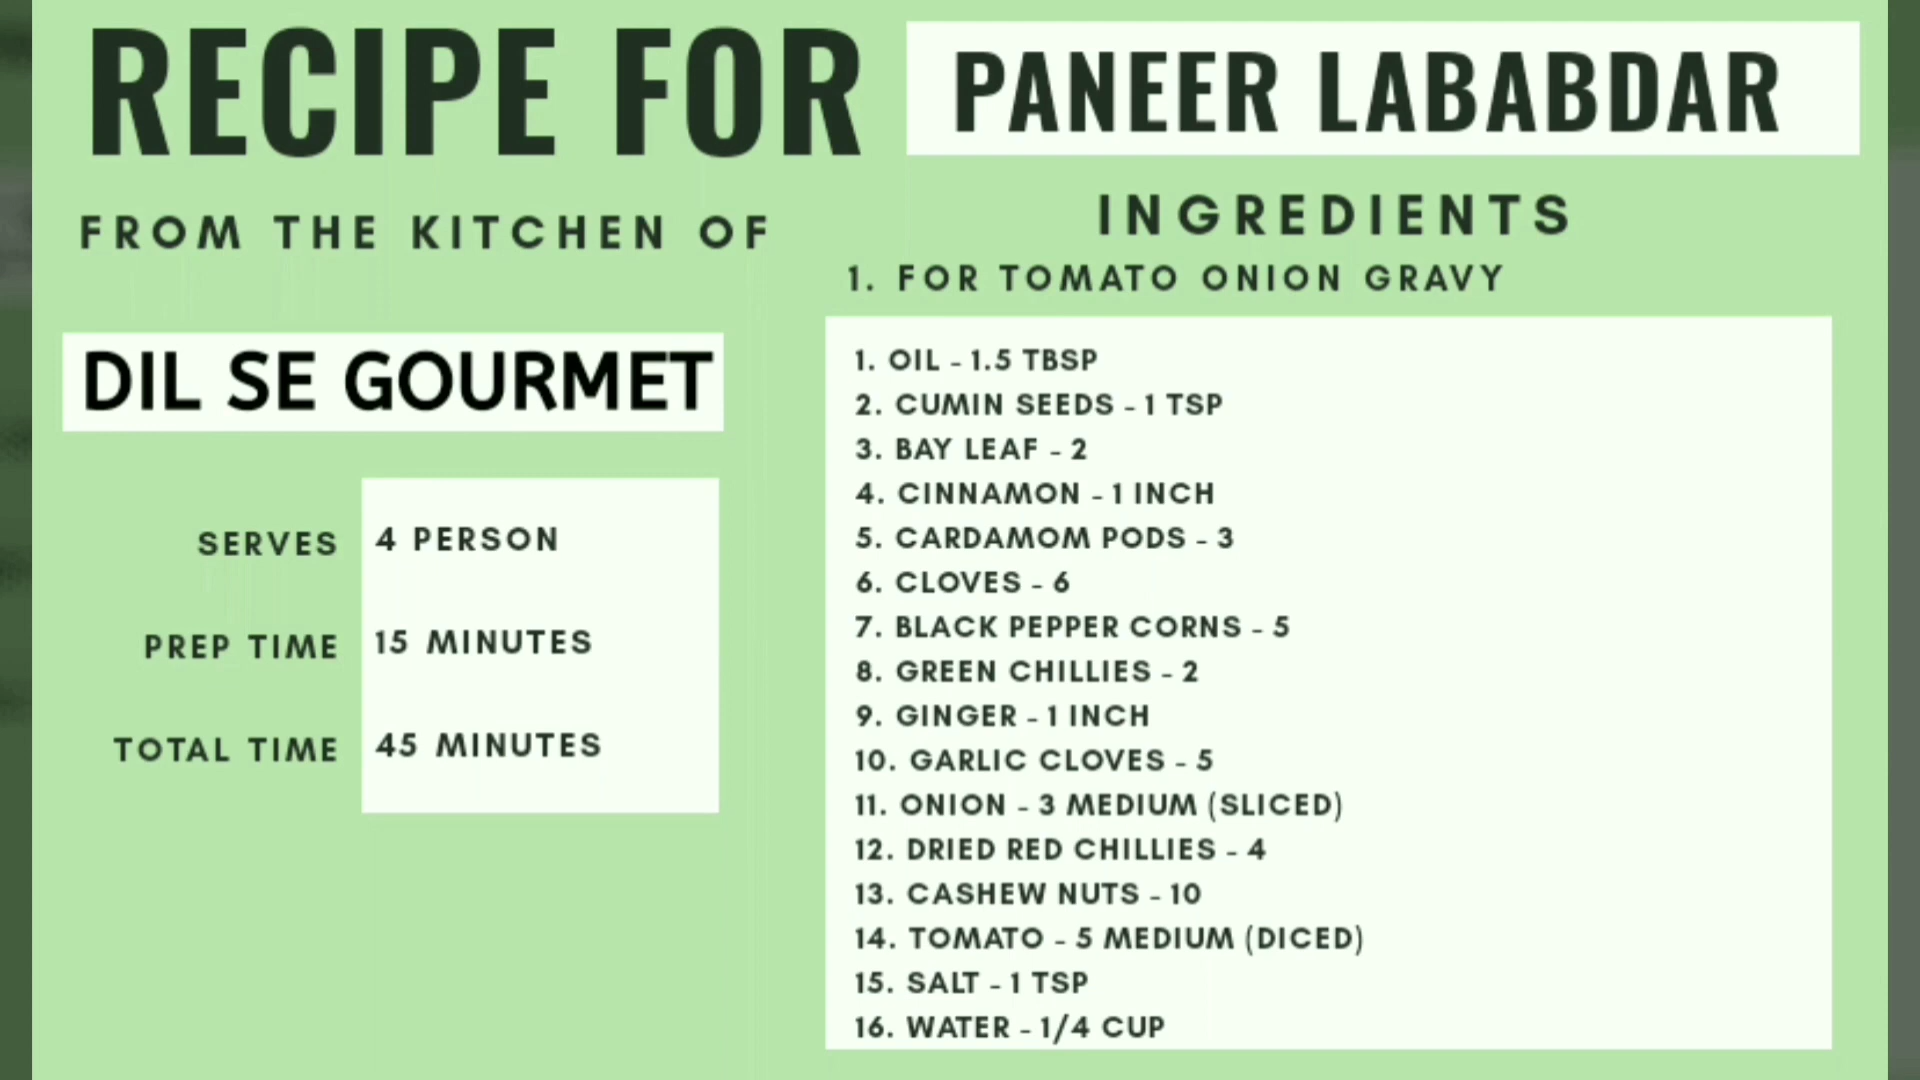 RECIPE FOR
PANEER LABABDAR
FROM THE KITCHEN OF
DIL SE GOURMET
SERVES 4 PERSON
PREP TIME 15 MINUTES
TOTAL TIME 45 MINUTES
INGREDIENTS
1. FOR TOMATO ONION GRAVY
1. OIL - 1.5 TBSP
2. CUMIN SEEDS - 1 TSP
3. BAY LEAF - 2
4. CINNAMON - 1 INCH
5. CARDAMOM PODS - 3
6. CLOVES - 6
7. BLACK PEPPER CORNS - 5
8. GREEN CHILLIES - 2
9. GINGER - 1 INCH
10. GARLIC CLOVES - 5
11. ONION - 3 MEDIUM (SLICED)
12. DRIED RED CHILLIES - 4
13. CASHEW NUTS - 10
14. TOMATO - 5 MEDIUM (DICED)
15. SALT - 1 TSP
16. WATER - 1/4 CUP